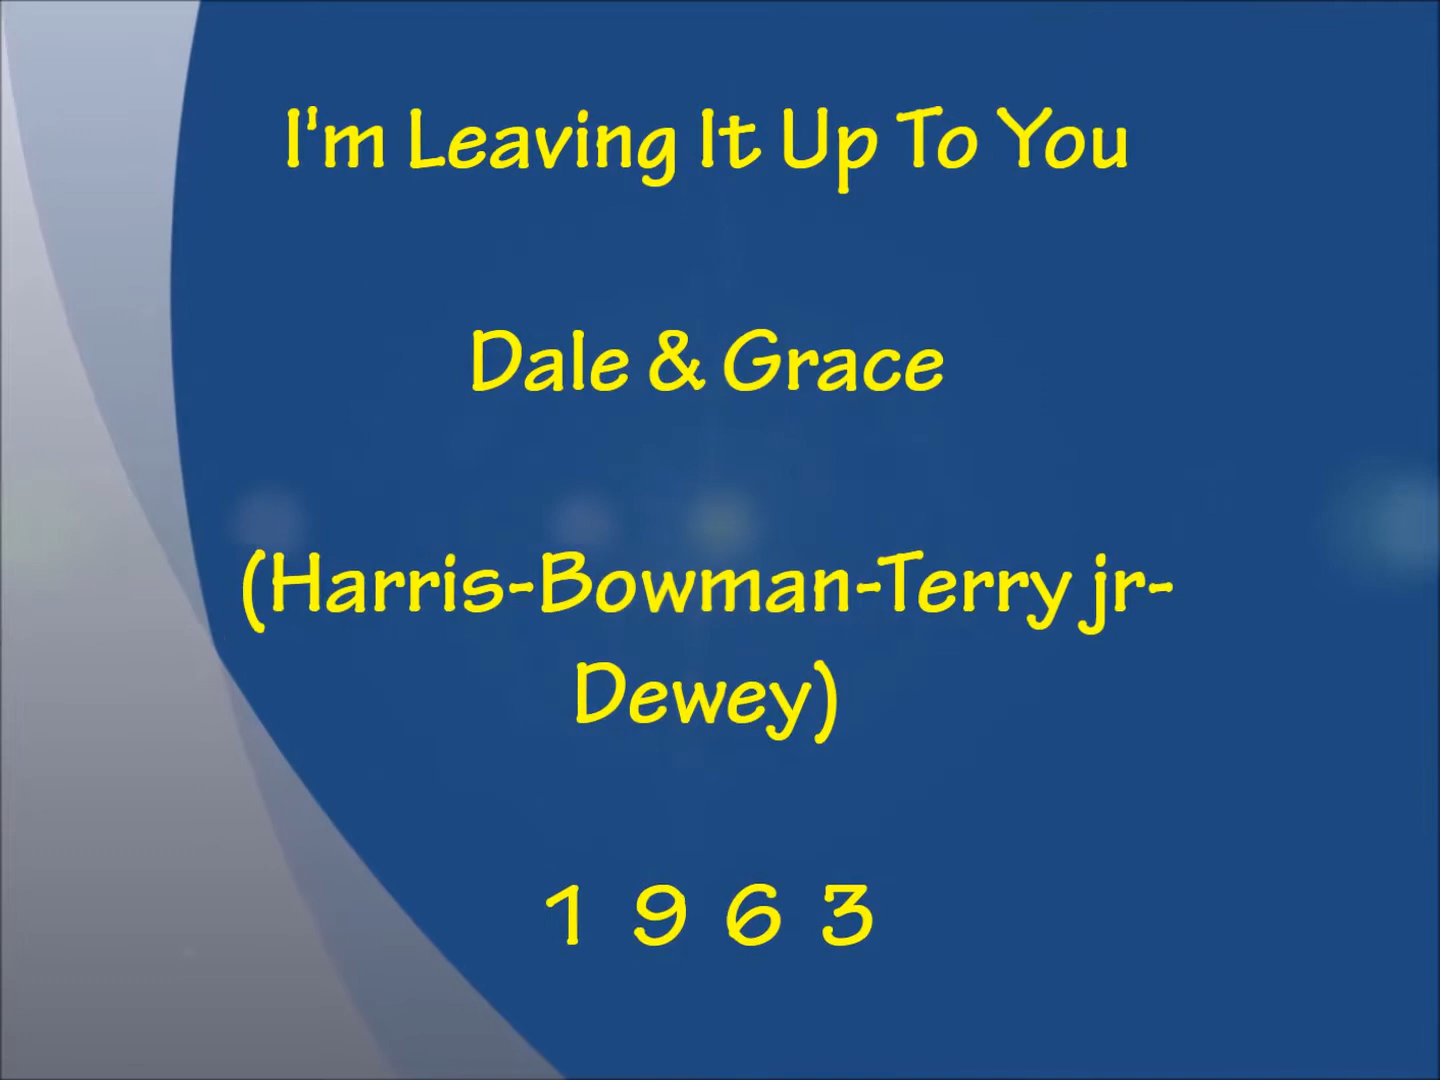 I'm Leaving It Up To You
Dale & Grace
(Harris-Bowman-Terry jr-
Dewey)
1 9 6 3